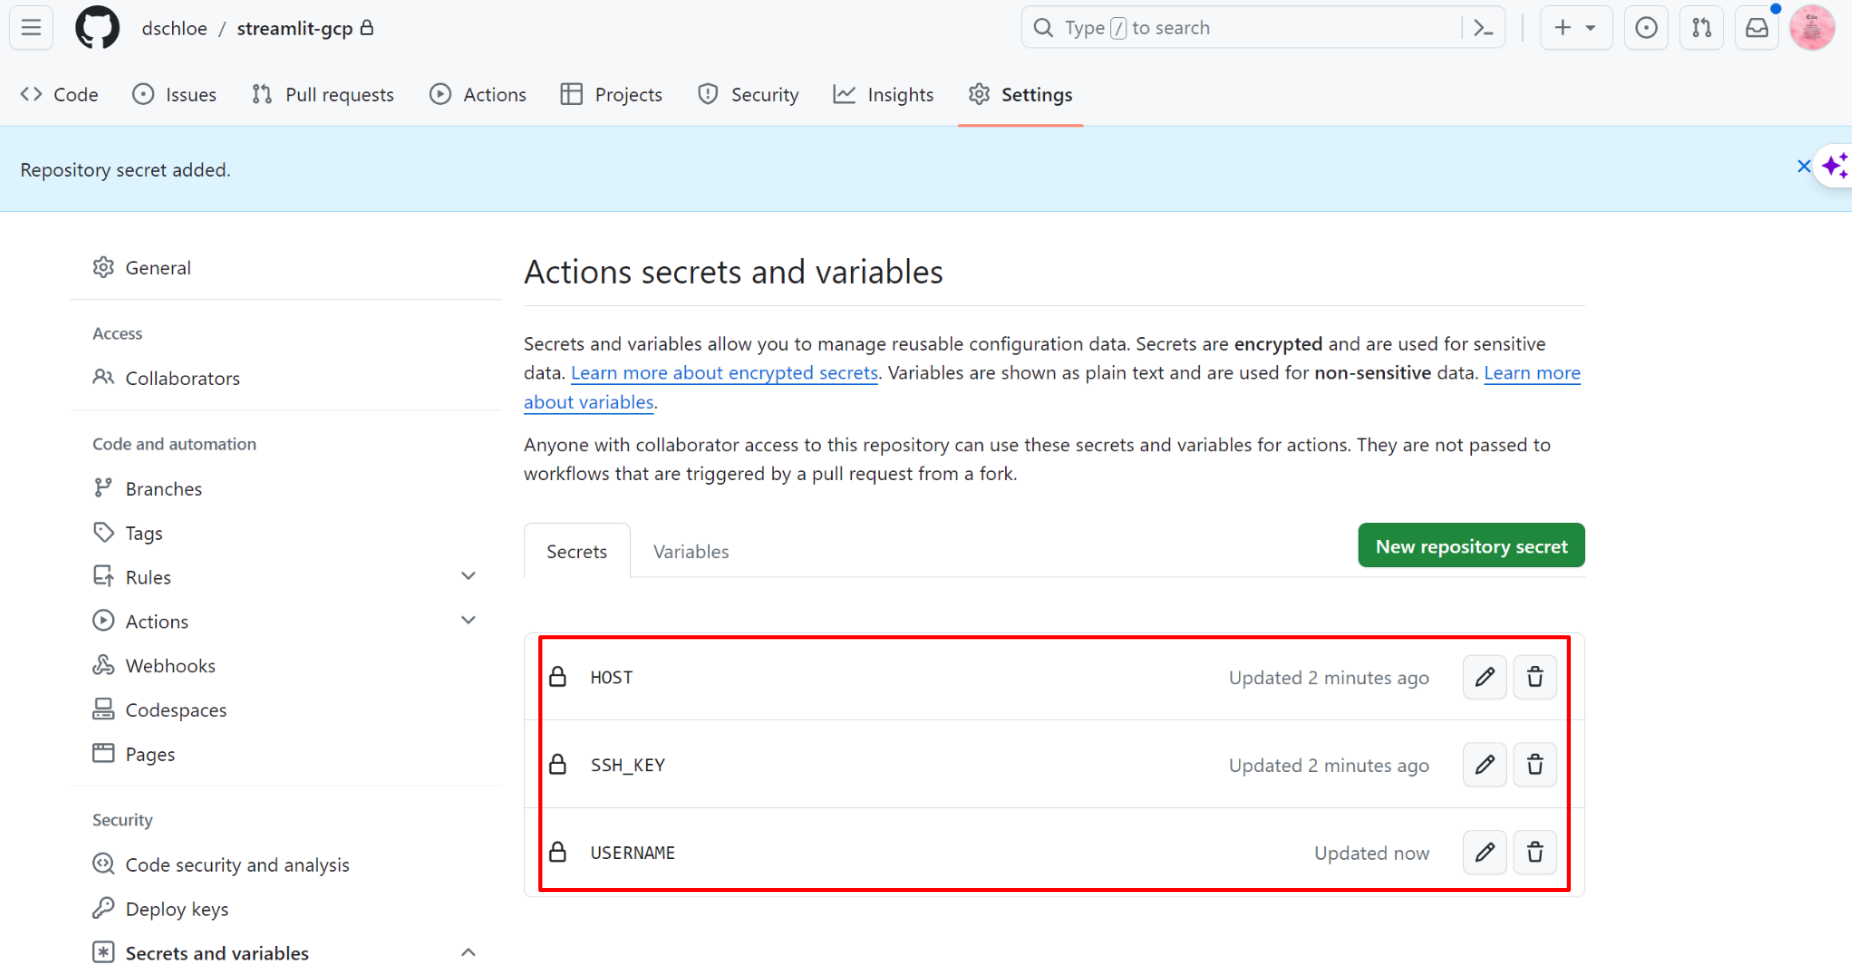 dschloe / streamlit-gcp
Type / to search
Code
Issues
Pull requests
Actions
Projects
Security
Insights
Settings
Repository secret added.
General
Access
Collaborators
Code and automation
Branches
Tags
Rules
Actions
Webhooks
Codespaces
Pages
Security
Code security and analysis
Deploy keys
Secrets and variables
Actions secrets and variables
Secrets and variables allow you to manage reusable configuration data. Secrets are encrypted and are used for sensitive
data. Learn more about encrypted secrets. Variables are shown as plain text and are used for non-sensitive data. Learn more
about variables.
Anyone with collaborator access to this repository can use these secrets and variables for actions. They are not passed to
workflows that are triggered by a pull request from a fork.
Secrets
Variables
New repository secret
HOST
Updated 2 minutes ago
SSH_KEY
Updated 2 minutes ago
USERNAME
Updated now